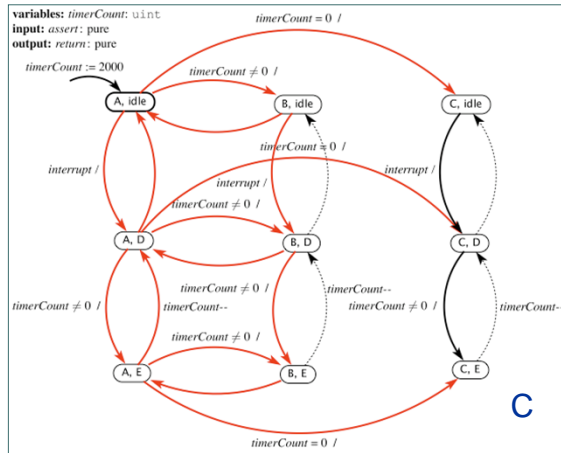 variables: timerCount: uint
input: assert: pure
output: return: pure
timerCount = 0 /
timerCount := 2000
timerCount ≠ 0 /
A, idle
B, idle
C, idle
timerCount = 0 /
interrupt /
interrupt /
interrupt /
timerCount ≠ 0 /
A, D
B, D
C, D
timerCount ≠ 0 /
timerCount--
timerCount ≠ 0 /
timerCount--
timerCount ≠ 0 /
timerCount--
timerCount ≠ 0 /
A, E
B, E
C, E
C
timerCount = 0 /